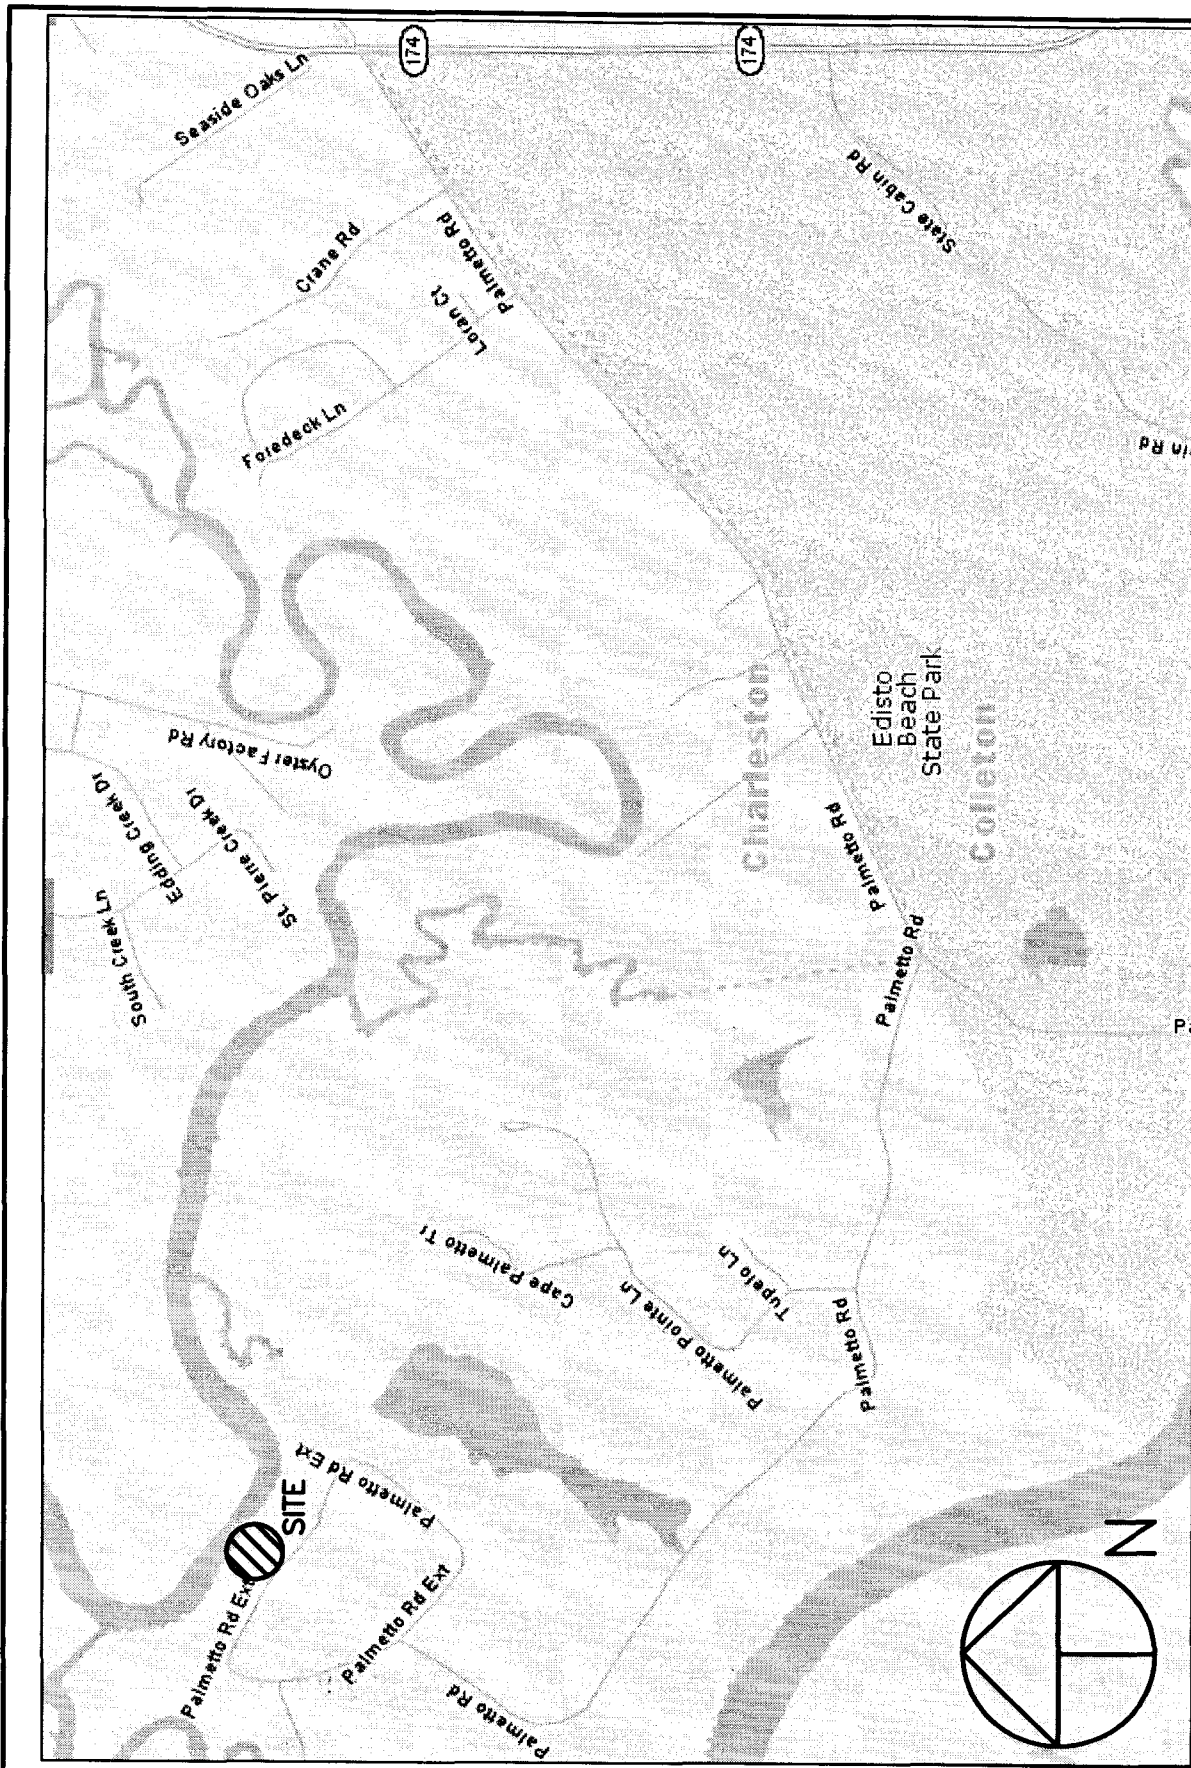 174
174
Seaside Oaks Ln
State Cabin Rd
Crane Rd
Palmetto Rd
Loran Ct
Foredeck Ln
Oyster Factory Rd
Edding Creek Dr
St. Pierre Creek Dr
South Creek Ln
Charleston
Edisto
Beach
State Park
Colleton
Palmetto Rd
Palmetto Rd
Cape Palmetto Tr
Palmetto Pointe Ln
Tupelo Ln
Palmetto Rd
Palmetto Rd Ext
SITE
Palmetto Rd Ext
Palmetto Rd Ext
Palmetto Rd
N